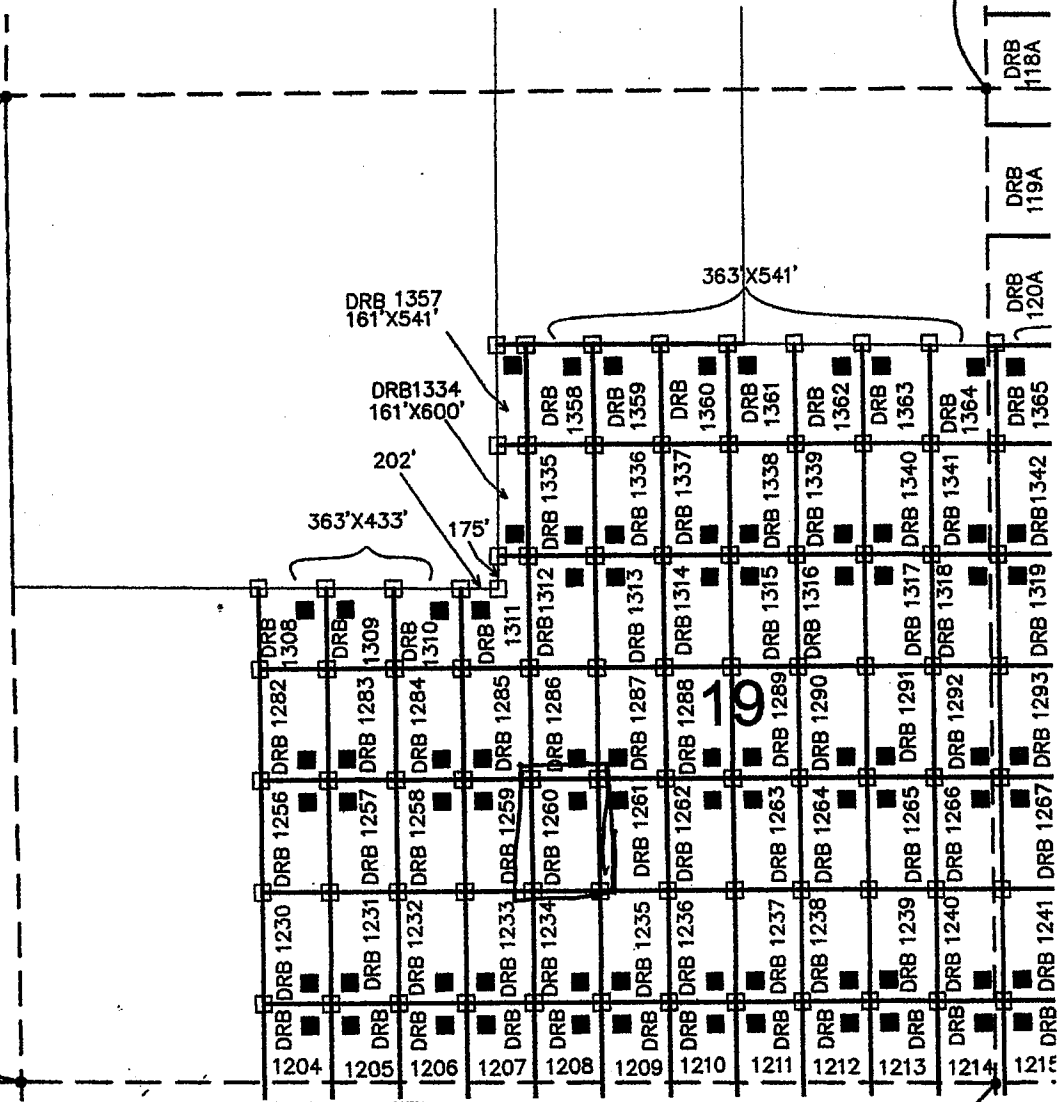 DRB
118A
DRB
119A
DRB
120A
363'X541'
DRB 1357
161'X541'
DRB1334
161'X600'
202'
363'X433'
175'
DRB
1358
DRB
1359
DRB
1360
DRB
1361
DRB
1362
DRB
1363
DRB
1364
DRB
1365
DRB 1335
DRB 1336
DRB 1337
DRB 1338
DRB 1339
DRB 1340
DRB 1341
DRB1342
DRB
1308
DRB
1309
DRB
1310
DRB
1311
DRB1312
DRB 1313
DRB 1314
DRB 1315
DRB 1316
DRB 1317
DRB 1318
DRB 1319
DRB 1282
DRB 1283
DRB 1284
DRB 1285
DRB 1286
DRB 1287
DRB 1288
19
DRB 1289
DRB 1290
DRB 1291
DRB 1292
DRB 1293
DRB 1256
DRB 1257
DRB 1258
DRB 1259
DRB 1260
DRB 1261
DRB 1262
DRB 1263
DRB 1264
DRB 1265
DRB 1266
DRB 1267
DRB 1230
DRB 1231
DRB 1232
DRB 1233
DRB 1234
DRB 1235
DRB 1236
DRB 1237
DRB 1238
DRB 1239
DRB 1240
DRB 1241
DRB
1204
DRB
1205
DRB
1206
DRB
1207
DRB
1208
DRB
1209
DRB
1210
DRB
1211
DRB
1212
DRB
1213
DRB
1214
DRB
1215